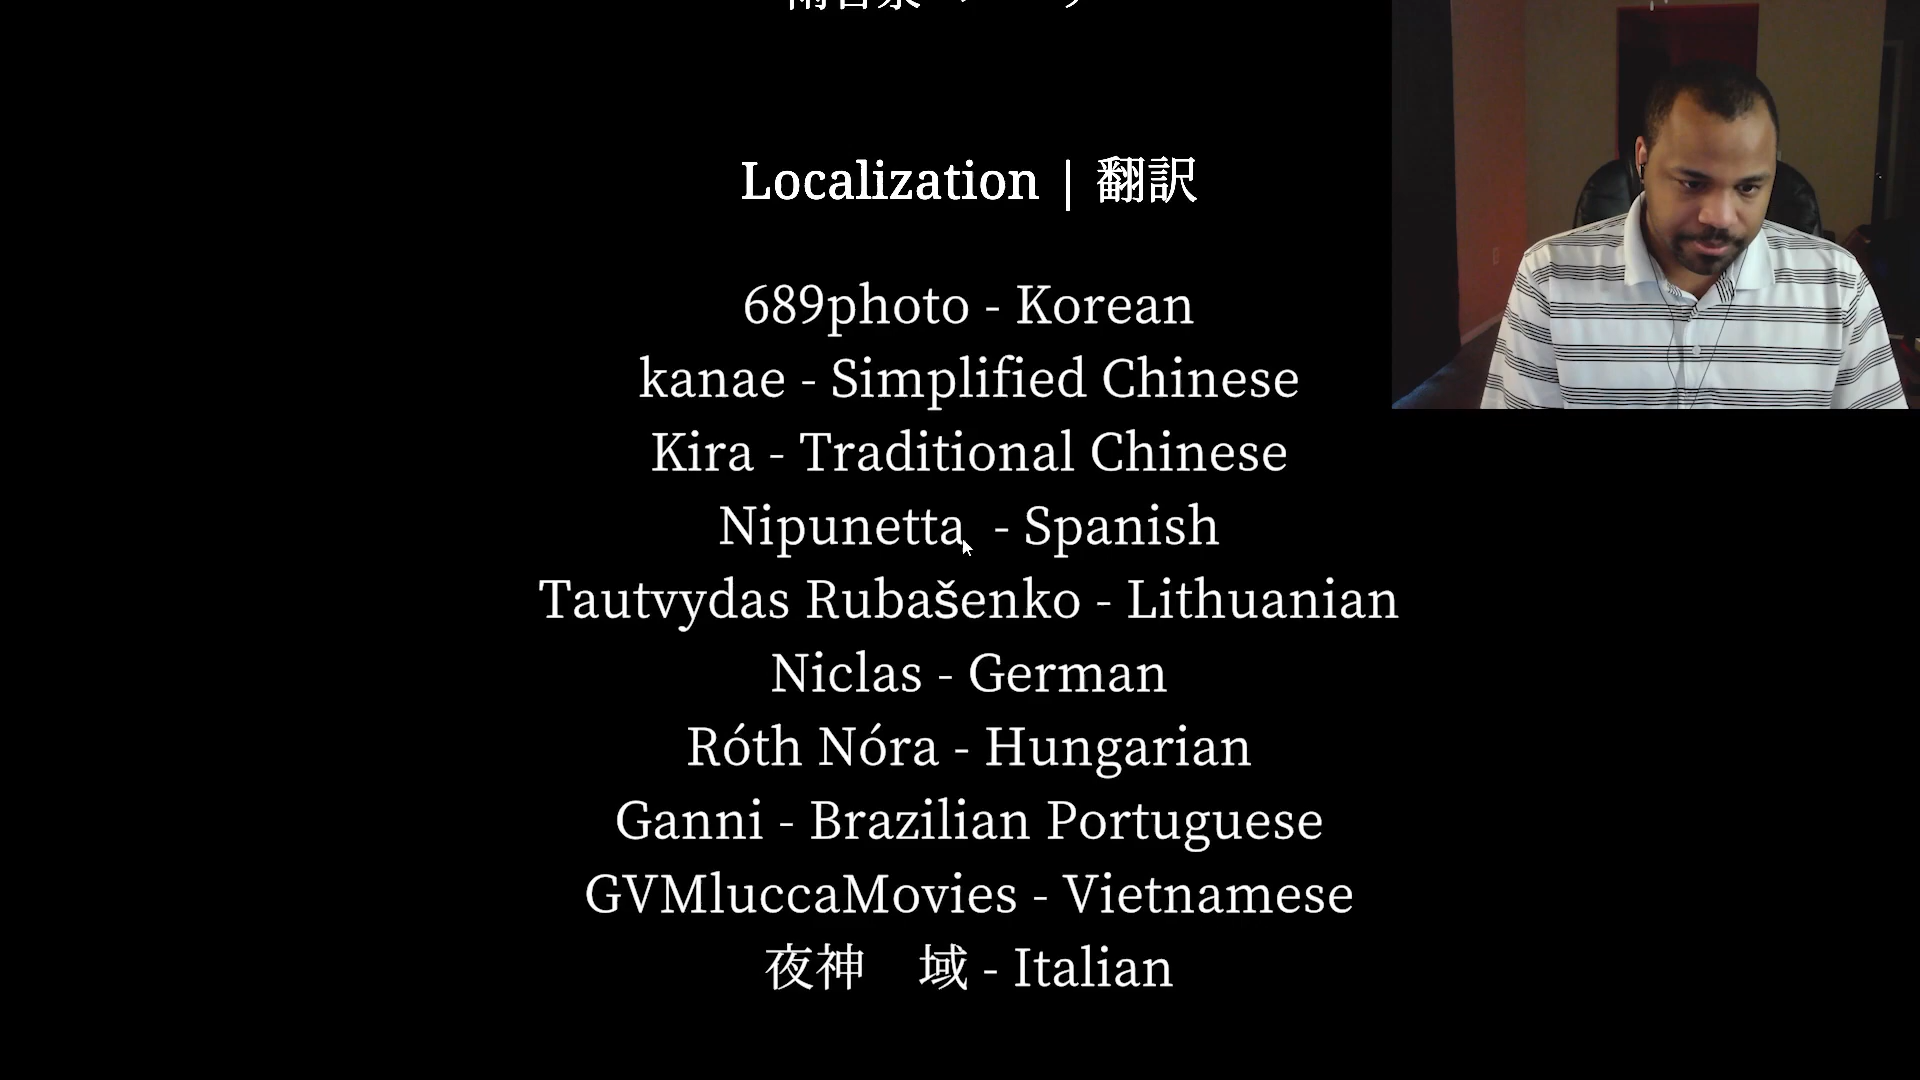 Localization | 翻訳
689photo - Korean
kanae - Simplified Chinese
Kira - Traditional Chinese
Nipunetta  - Spanish
Tautvydas Rubašenko - Lithuanian
Niclas - German
Róth Nóra - Hungarian
Ganni - Brazilian Portuguese
GVMluccaMovies - Vietnamese
夜神　域 - Italian